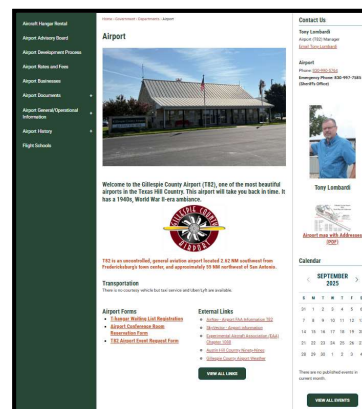 Aircraft Hangar Rental
Airport Advisory Board
Airport Development Process
Airport Rates and Fees
Airport Businesses
Airport Documents +
Airport General/Operational
Information +
Airport History +
Flight Schools
Home › Government › Departments › Airport
Airport
Welcome to the Gillespie County Airport (T82), one of the most beautiful
airports in the Texas Hill Country. This airport will take you back in time. It
has a 1940s, World War II-era ambiance.
GILLESPIE COUNTY
AIRPORT
T82 is an uncontrolled, general aviation airport located 2.62 NM southwest from
Fredericksburg's town center, and approximately 55 NM northwest of San Antonio.
Transportation
There is no courtesy vehicle but taxi service and Uber/Lyft are available.
Airport Forms
T-hangar Waiting List Registration
Airport Conference Room
Reservation Form
T82 Airport Event Request Form
External Links
AirNav - Airport FAA Information T82
SkyVector - Airport Information
Experimental Aircraft Association (EAA)
Chapter 1088
Austin Hill Country Ninety-Nines
Gillespie County Airport Weather
VIEW ALL LINKS
Contact Us
Tony Lombardi
Airport (T82) Manager
Email Tony Lombardi
Airport
Phone: 830-990-5764
Emergency Phone: 830-997-7585
(Sheriff's Office)
Tony Lombardi
Airport map with Addresses
(PDF)
Calendar
‹ SEPTEMBER ›
2025
S M T W T F S
31 1 2 3 4 5 6
7 8 9 10 11 12
14 15 16 17 18 19
21 22 23 24 25 26
28 29 30 1 2 3 4
There are no published events in
current month.
VIEW ALL EVENTS